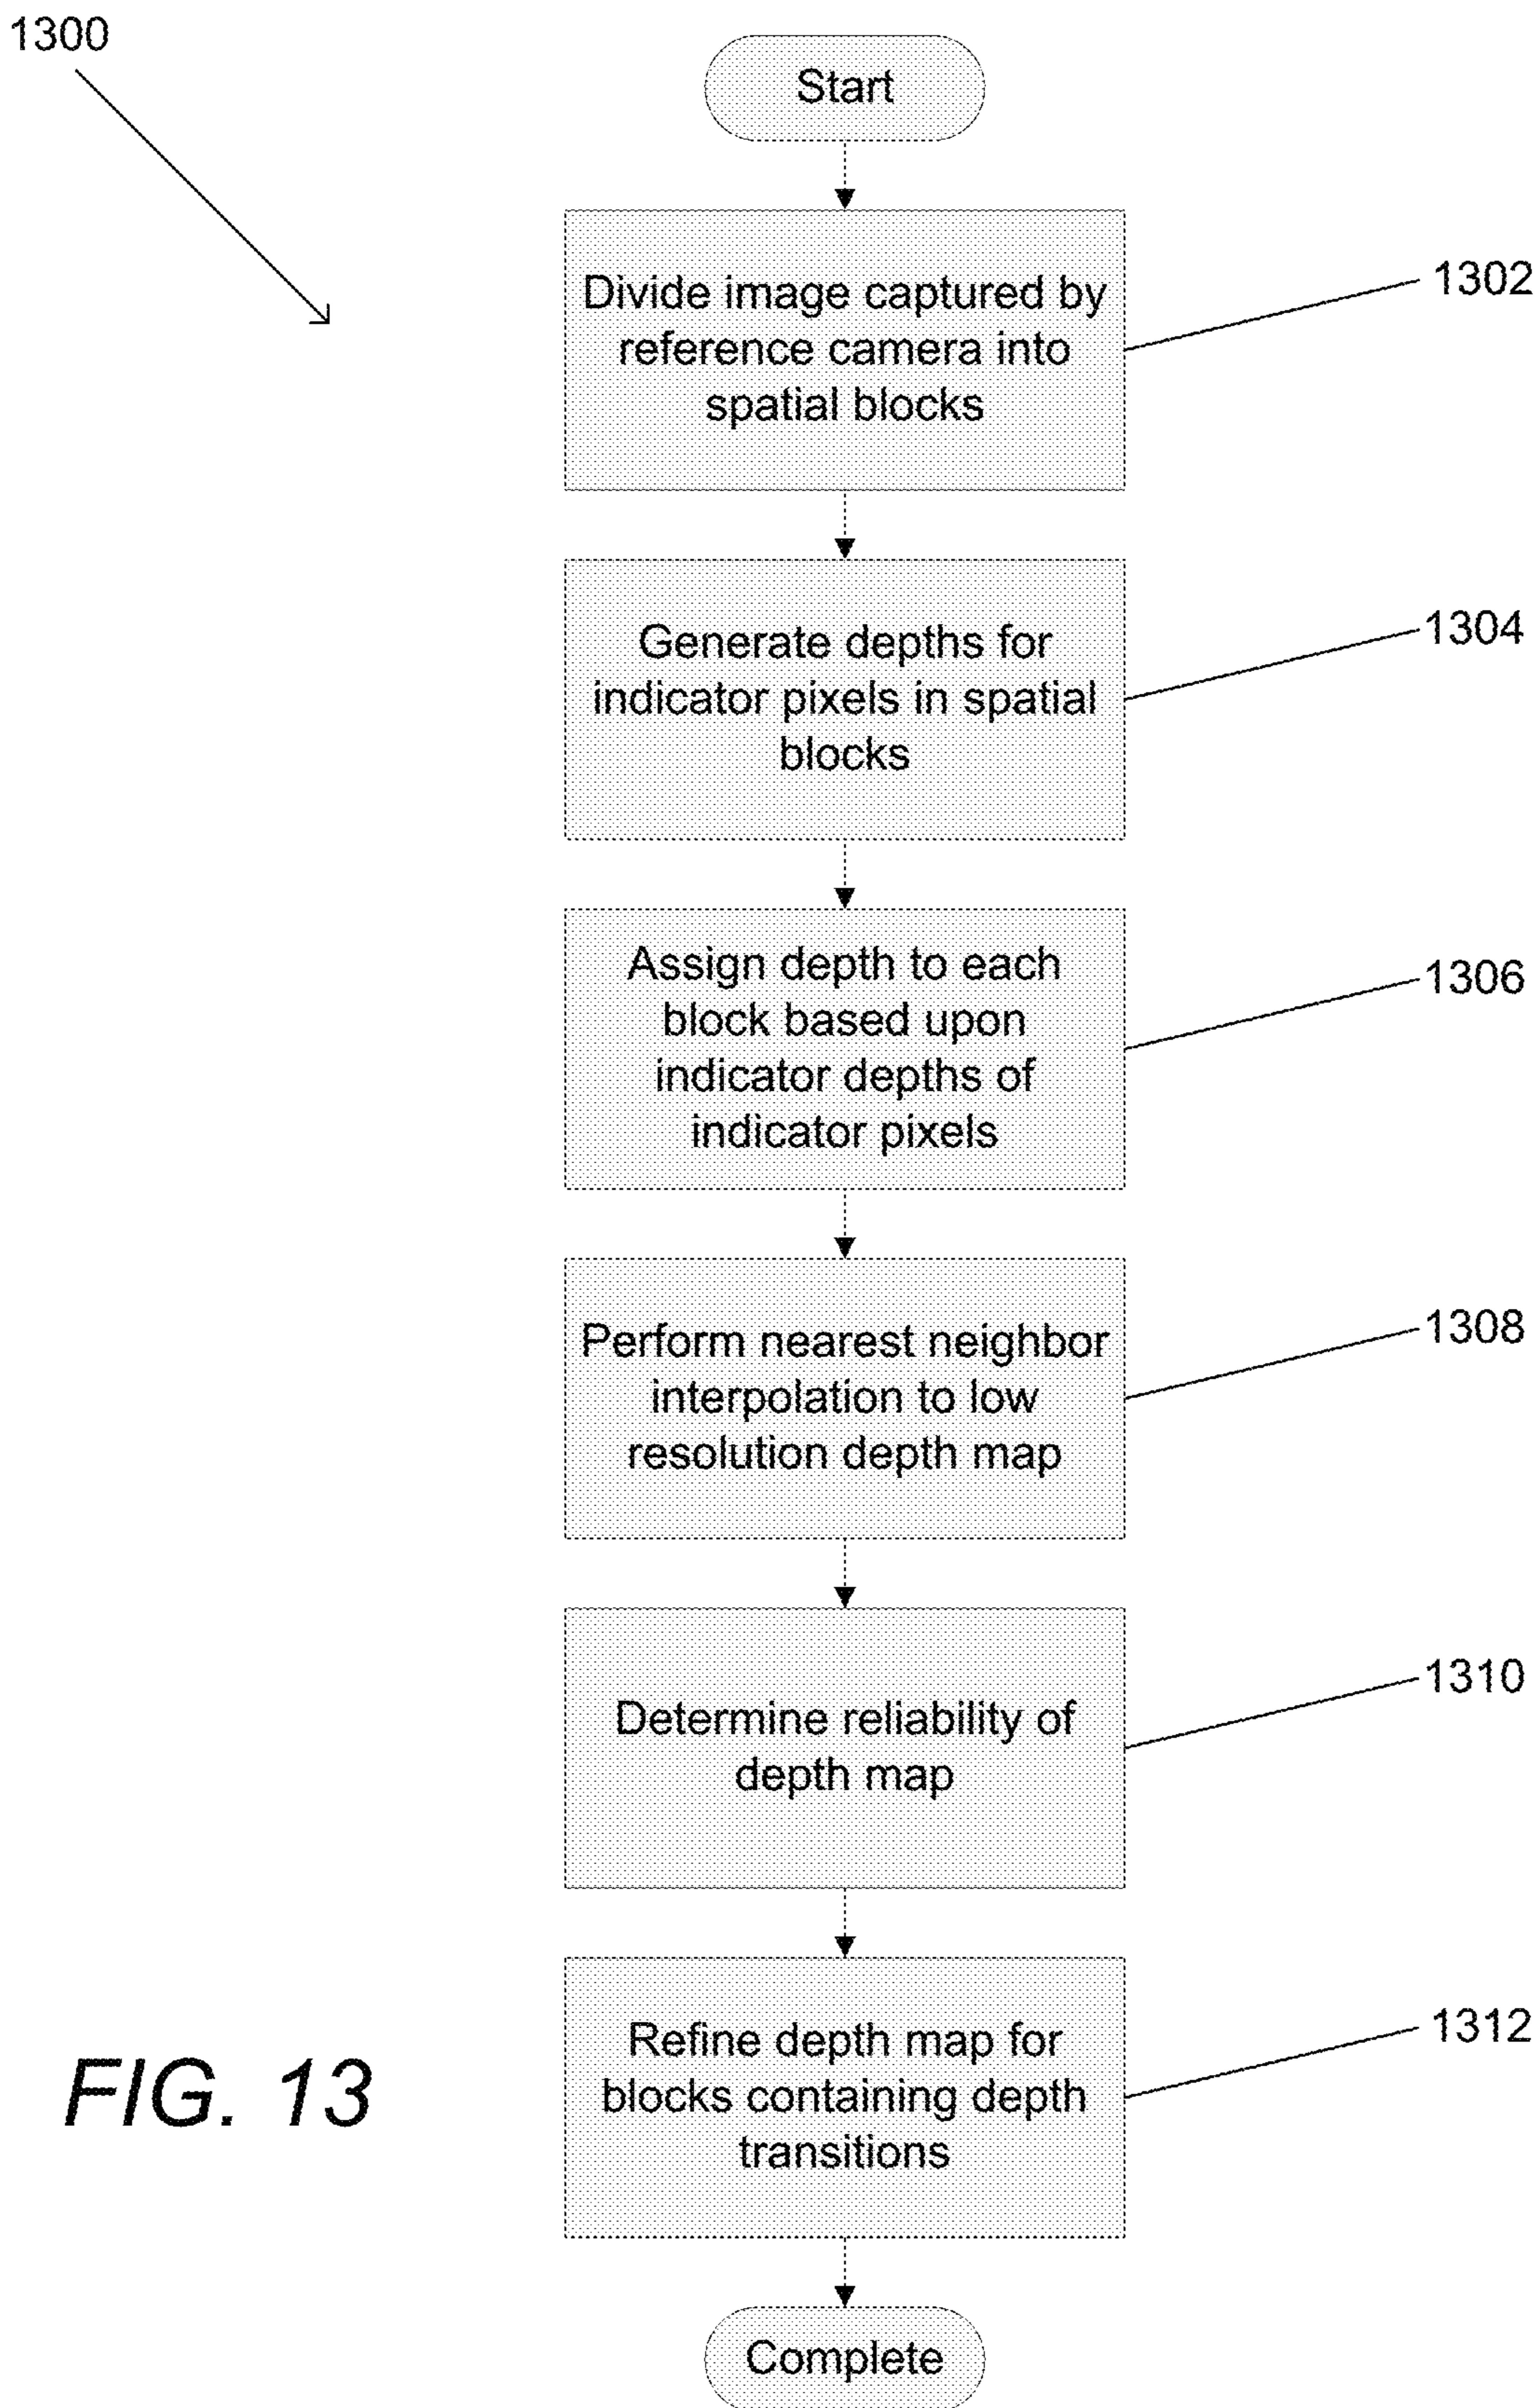 1300
Start
Divide image captured by
reference camera into
spatial blocks
1302
Generate depths for
indicator pixels in spatial
blocks
1304
Assign depth to each
block based upon
indicator depths of
indicator pixels
1306
Perform nearest neighbor
interpolation to low
resolution depth map
1308
Determine reliability of
depth map
1310
Refine depth map for
blocks containing depth
transitions
1312
FIG. 13
Complete